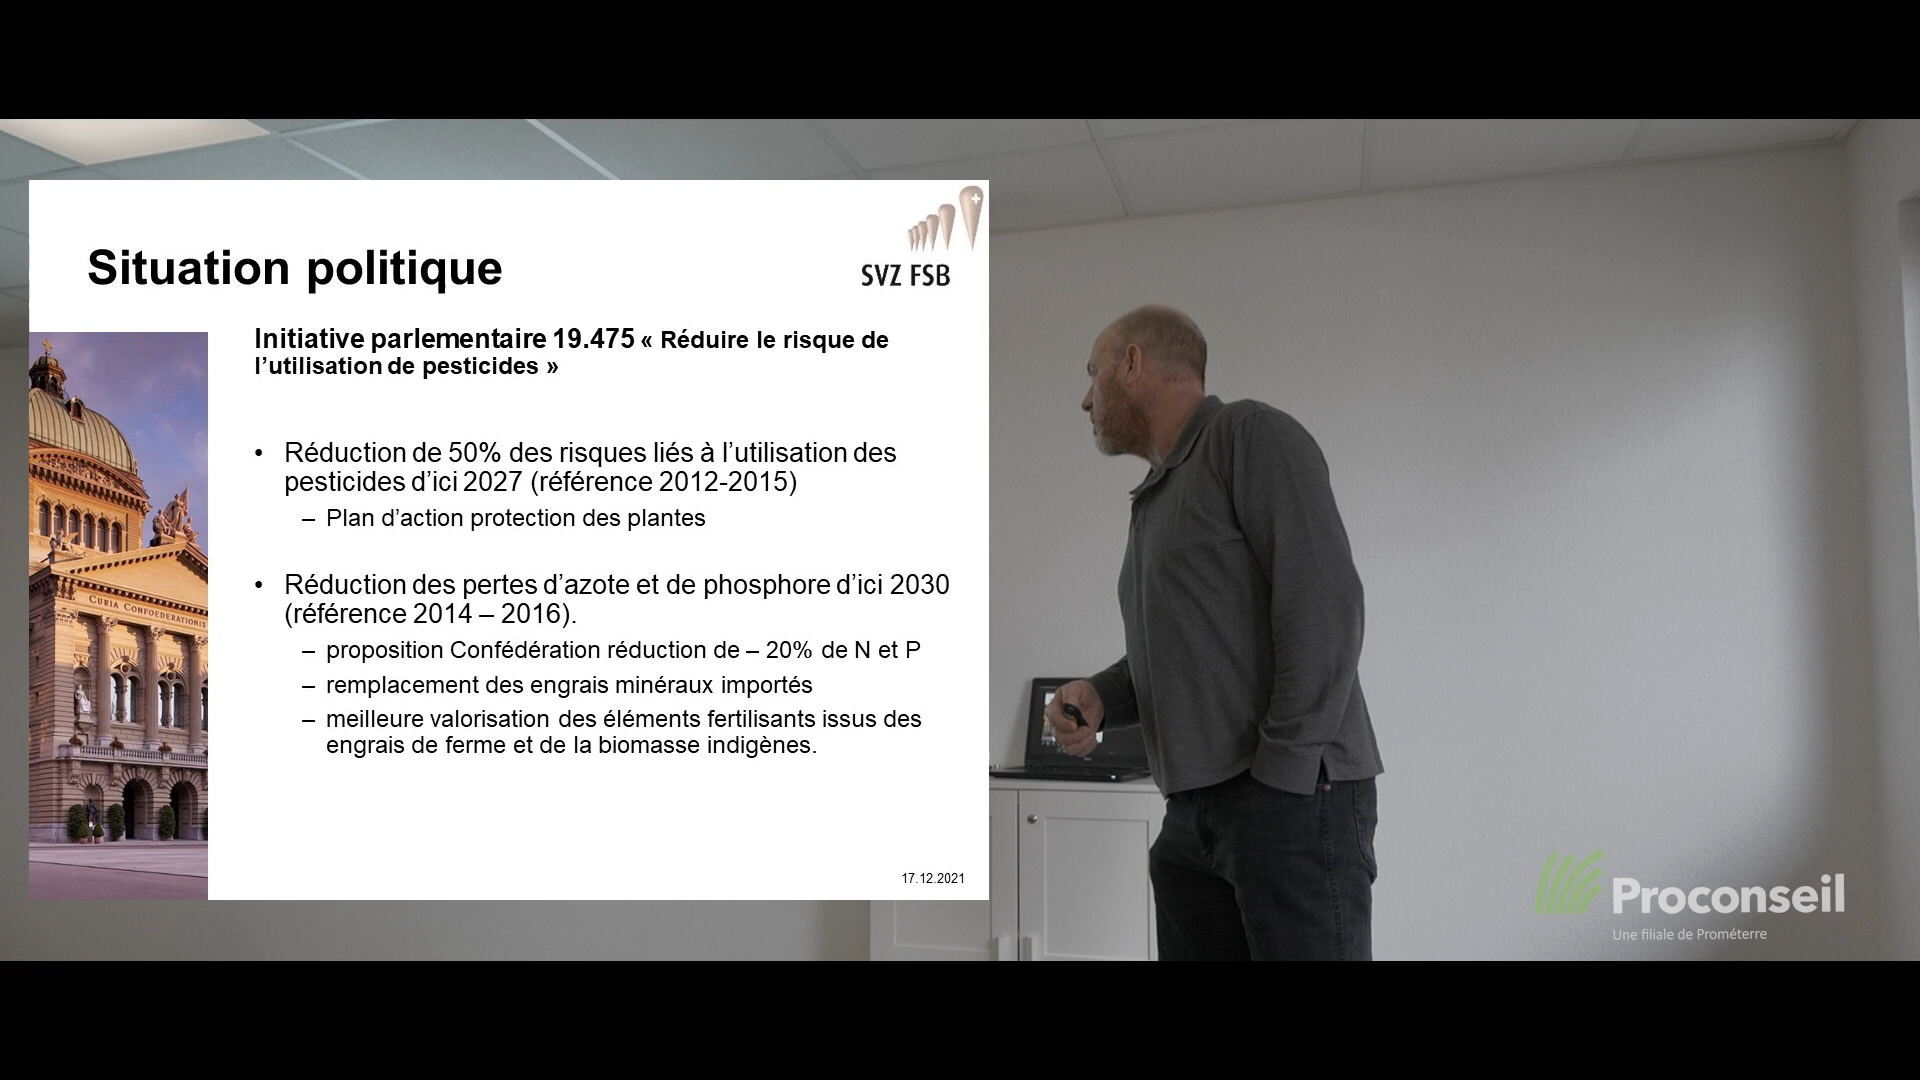 Situation politique
SVZ FSB
Initiative parlementaire 19.475 « Réduire le risque de
l’utilisation de pesticides »
• Réduction de 50% des risques liés à l’utilisation des
pesticides d’ici 2027 (référence 2012-2015)
– Plan d’action protection des plantes
• Réduction des pertes d’azote et de phosphore d’ici 2030
(référence 2014 – 2016).
– proposition Confédération réduction de – 20% de N et P
– remplacement des engrais minéraux importés
– meilleure valorisation des éléments fertilisants issus des
engrais de ferme et de la biomasse indigènes.
CURIA CONFOEDERATIONIS
17.12.2021
Proconseil
Une filiale de Prométerre